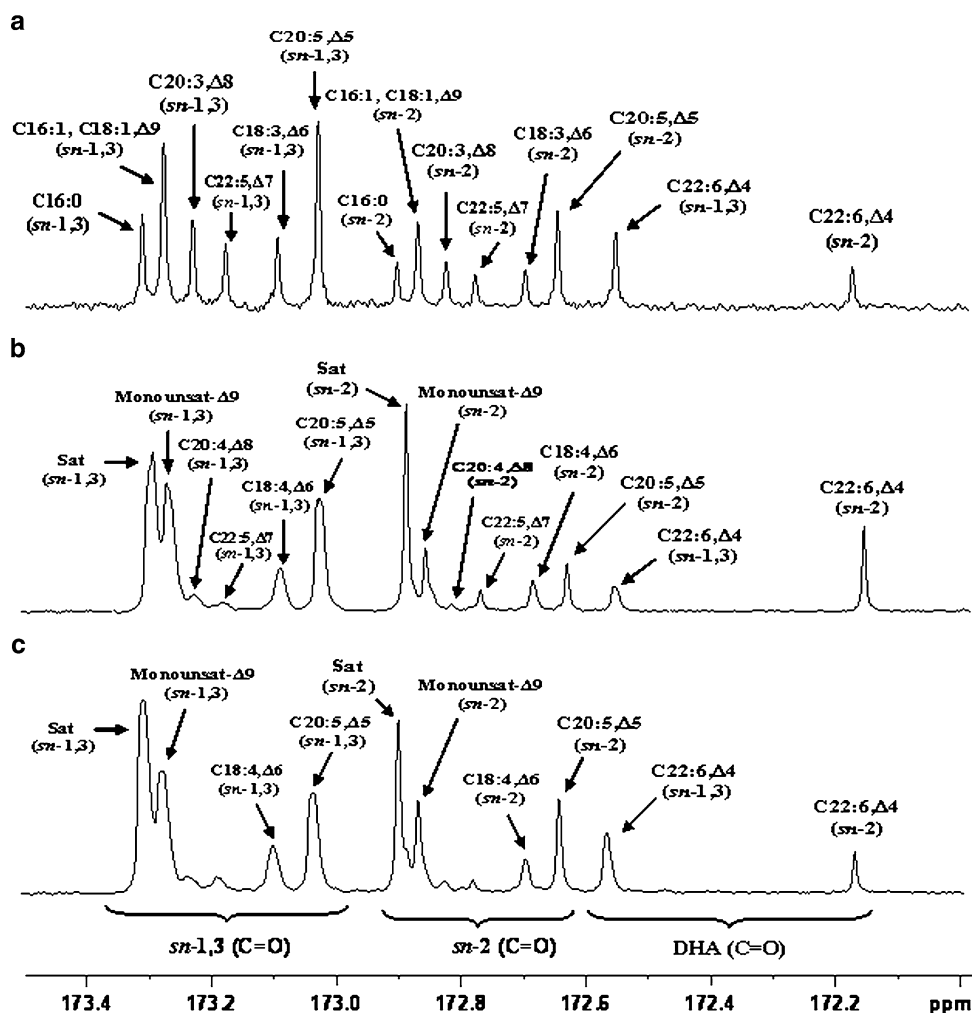 a
C20:5,Δ5
(sn-1,3)
C20:3,Δ8
(sn-1,3)
C16:1, C18:1,Δ9
(sn-2)
C16:1, C18:1,Δ9
(sn-1,3)
C18:3,Δ6
(sn-1,3)
C20:3,Δ8
(sn-2)
C18:3,Δ6
(sn-2)
C20:5,Δ5
(sn-2)
C16:0
(sn-1,3)
C22:5,Δ7
(sn-1,3)
C16:0
(sn-2)
C22:5,Δ7
(sn-2)
C22:6,Δ4
(sn-1,3)
C22:6,Δ4
(sn-2)
b
Sat
(sn-2)
Monounsat-Δ9
(sn-1,3)
Monounsat-Δ9
(sn-2)
C20:5,Δ5
(sn-1,3)
C20:4,Δ8
(sn-1,3)
Sat
(sn-1,3)
C18:4,Δ6
(sn-1,3)
C20:4,Δ8
(sn-2)
C18:4,Δ6
(sn-2)
C20:5,Δ5
(sn-2)
C22:6,Δ4
(sn-2)
C22:5,Δ7
(sn-1,3)
C22:5,Δ7
(sn-2)
C22:6,Δ4
(sn-1,3)
c
Sat
(sn-2)
Monounsat-Δ9
(sn-1,3)
Monounsat-Δ9
(sn-2)
Sat
(sn-1,3)
C20:5,Δ5
(sn-1,3)
C20:5,Δ5
(sn-2)
C18:4,Δ6
(sn-1,3)
C18:4,Δ6
(sn-2)
C22:6,Δ4
(sn-1,3)
C22:6,Δ4
(sn-2)
sn-1,3 (C=O)
sn-2 (C=O)
DHA (C=O)
173.4 173.2 173.0 172.8 172.6 172.4 172.2 ppm